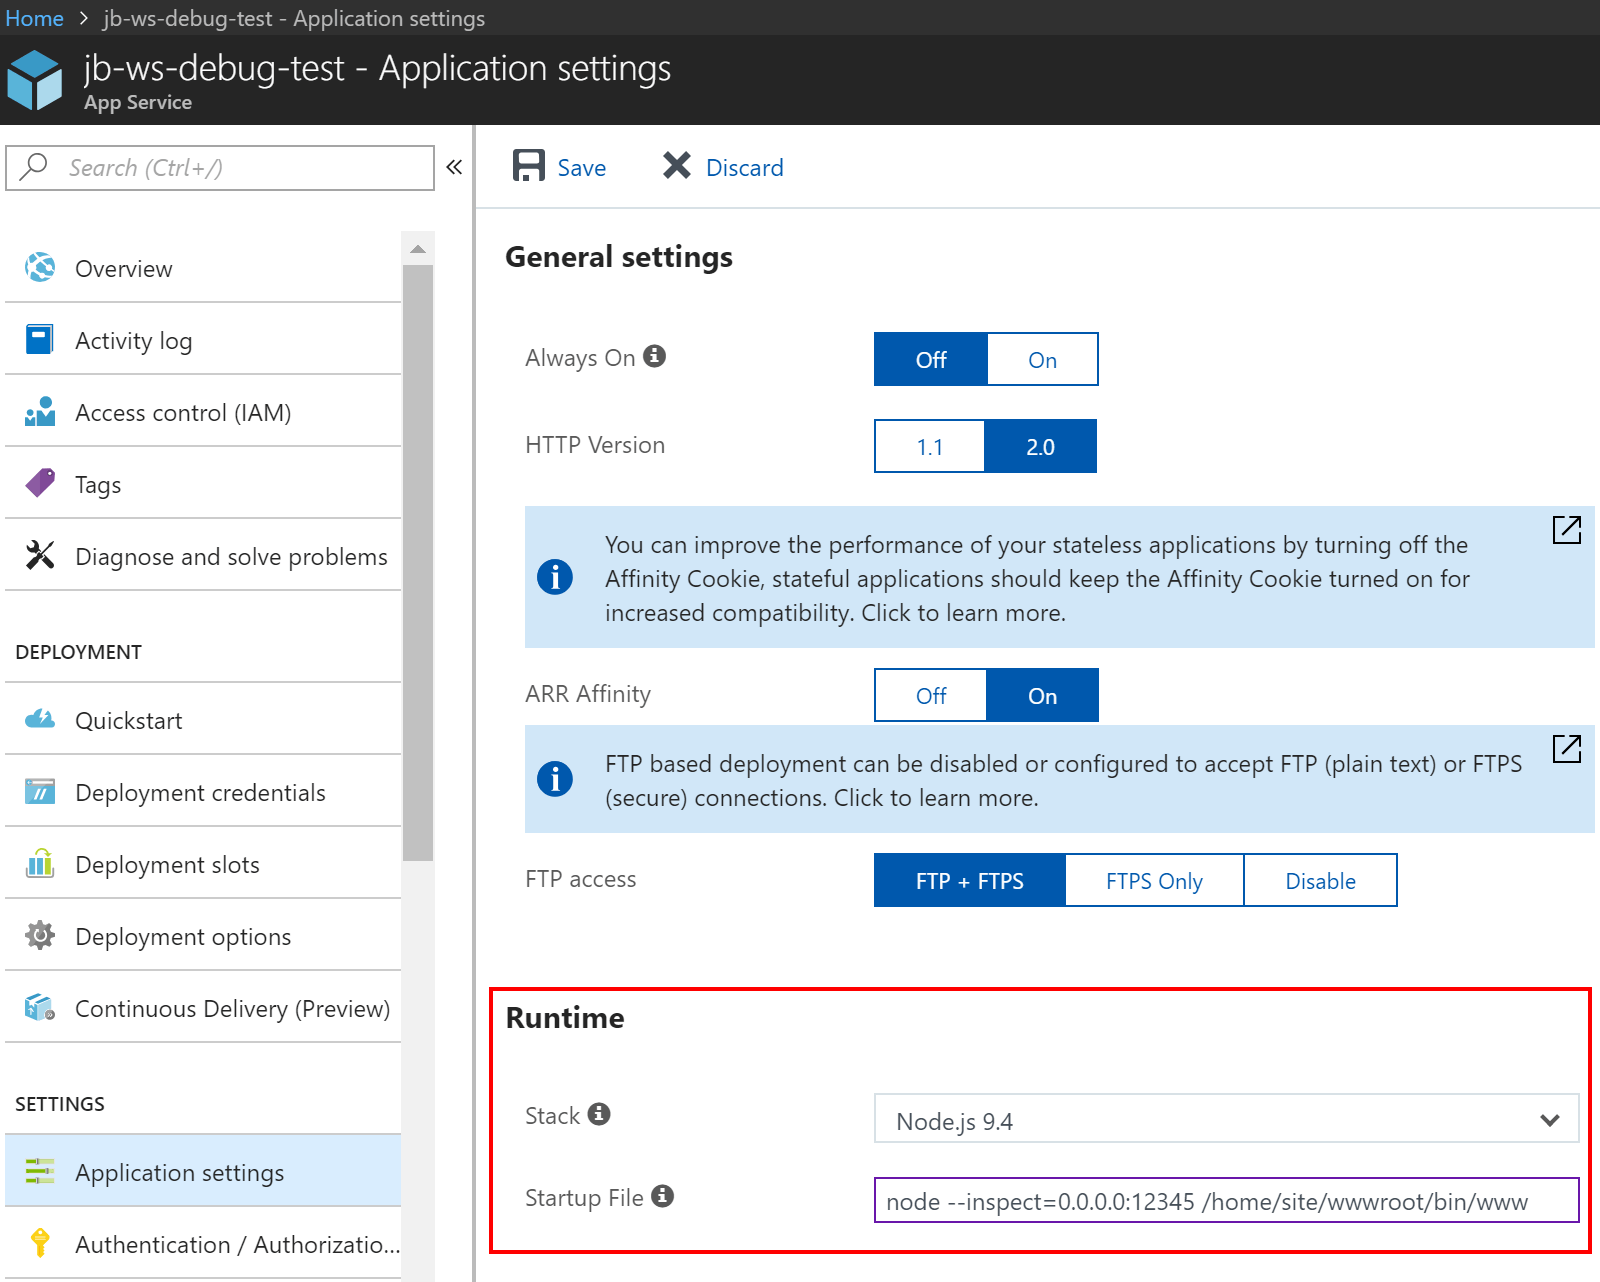 Home > jb-ws-debug-test - Application settings
jb-ws-debug-test - Application settings
App Service
Search (Ctrl+/)
«
Overview
Activity log
Access control (IAM)
Tags
Diagnose and solve problems
DEPLOYMENT
Quickstart
Deployment credentials
Deployment slots
Deployment options
Continuous Delivery (Preview)
SETTINGS
Application settings
Authentication / Authorizatio...
Save Discard
General settings
Always On Off On
HTTP Version 1.1 2.0
You can improve the performance of your stateless applications by turning off the
Affinity Cookie, stateful applications should keep the Affinity Cookie turned on for
increased compatibility. Click to learn more.
ARR Affinity Off On
FTP based deployment can be disabled or configured to accept FTP (plain text) or FTPS
(secure) connections. Click to learn more.
FTP access FTP + FTPS FTPS Only Disable
Runtime
Stack Node.js 9.4
Startup File node --inspect=0.0.0.0:12345 /home/site/wwwroot/bin/www